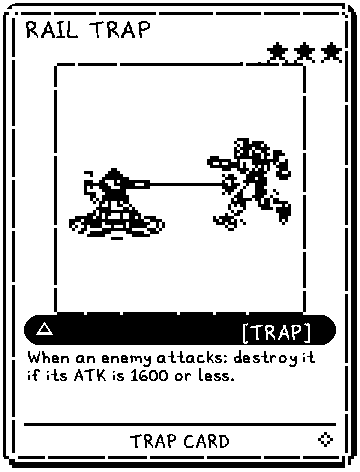 RAIL TRAP
[TRAP]
When an enemy attacks: destroy it
if its ATK is 1600 or less.
TRAP CARD